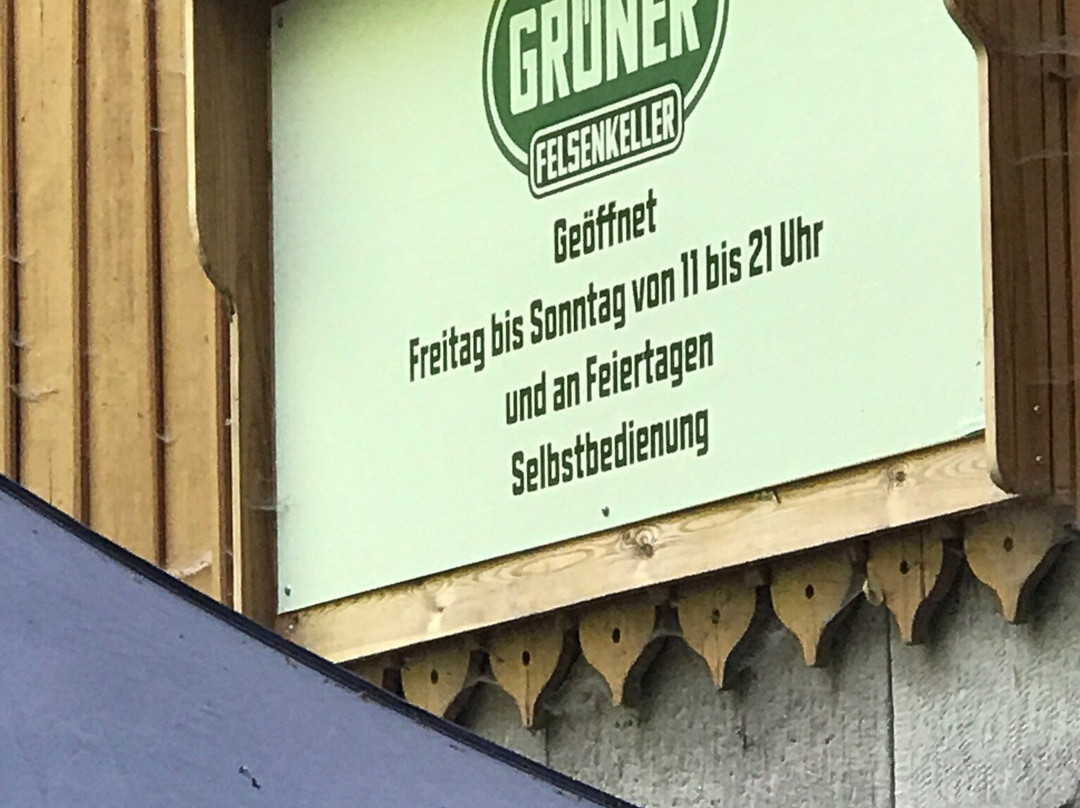 GRÜNER
FELSENKELLER
Geöffnet
Freitag bis Sonntag von 11 bis 21 Uhr
und an Feiertagen
Selbstbedienung